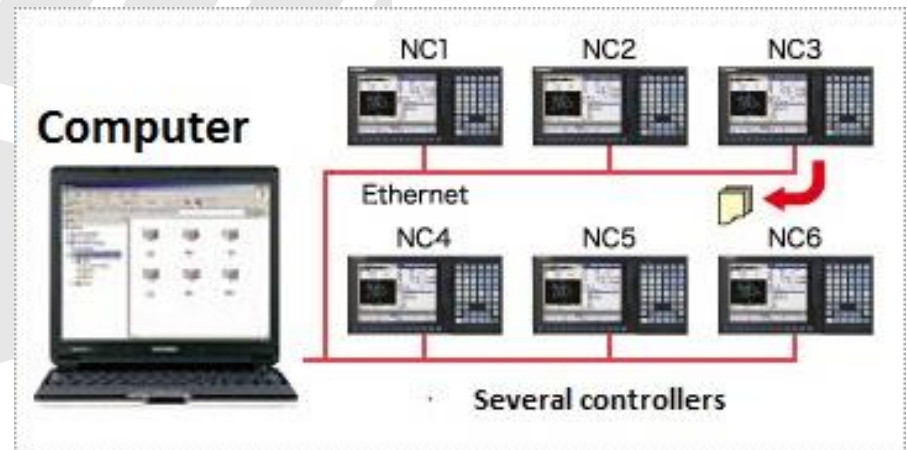 NC1 NC2 NC3
Computer
Ethernet
NC4 NC5 NC6
Several controllers